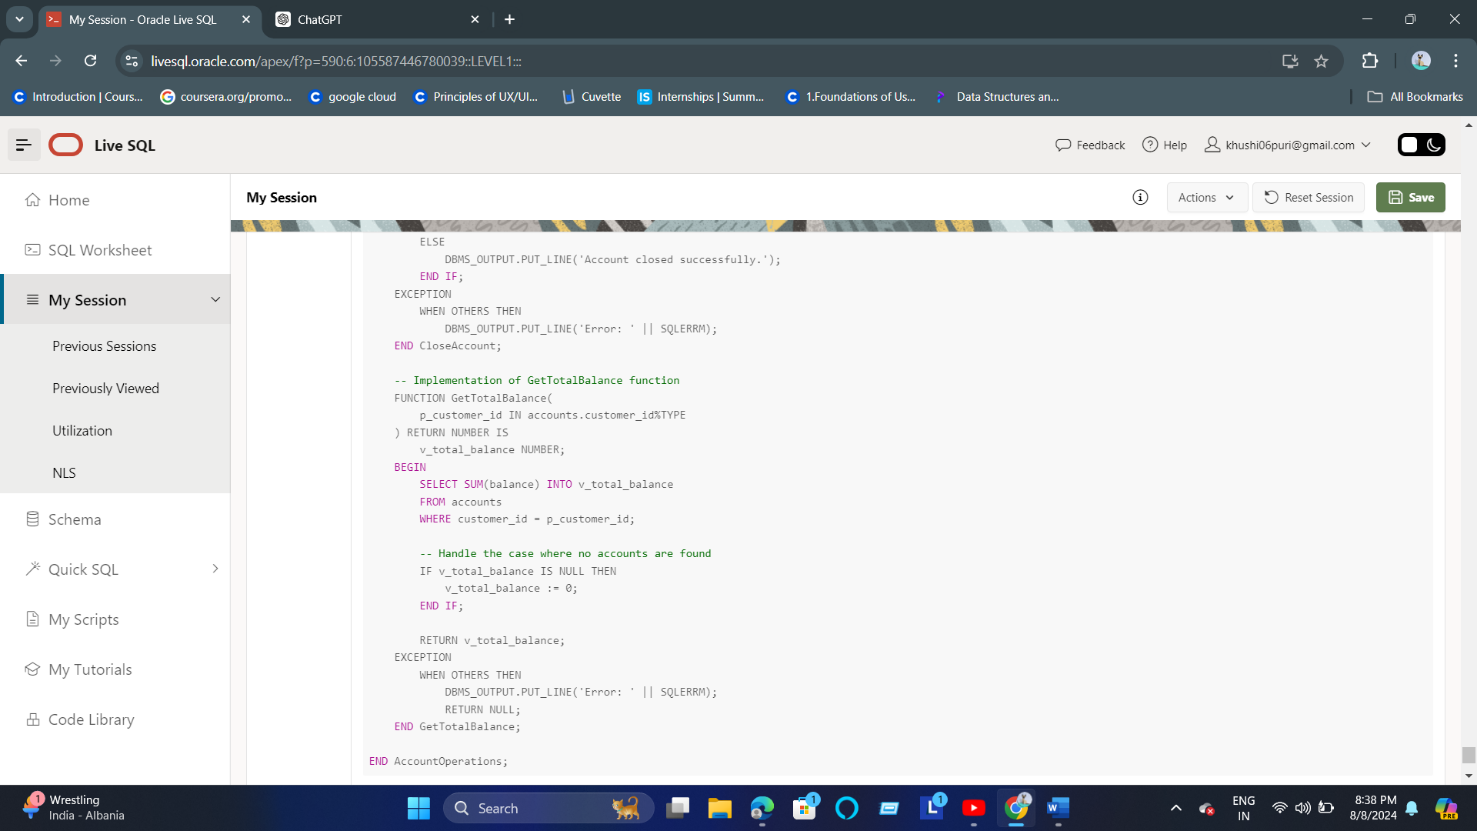 My Session - Oracle Live SQL
ChatGPT
livesql.oracle.com/apex/f?p=590:6:105587446780039::LEVEL1:::
Introduction | Cours...
coursera.org/promo...
google cloud
Principles of UX/UI...
Cuvette
Internships | Summ...
1.Foundations of Us...
Data Structures an...
All Bookmarks
Live SQL
Feedback
Help
khushi06puri@gmail.com
Home
SQL Worksheet
My Session
Previous Sessions
Previously Viewed
Utilization
NLS
Schema
Quick SQL
My Scripts
My Tutorials
Code Library
My Session
Actions
Reset Session
Save
ELSE
DBMS_OUTPUT.PUT_LINE('Account closed successfully.');
END IF;
EXCEPTION
WHEN OTHERS THEN
DBMS_OUTPUT.PUT_LINE('Error: ' || SQLERRM);
END CloseAccount;
-- Implementation of GetTotalBalance function
FUNCTION GetTotalBalance(
p_customer_id IN accounts.customer_id%TYPE
) RETURN NUMBER IS
v_total_balance NUMBER;
BEGIN
SELECT SUM(balance) INTO v_total_balance
FROM accounts
WHERE customer_id = p_customer_id;
-- Handle the case where no accounts are found
IF v_total_balance IS NULL THEN
v_total_balance := 0;
END IF;
RETURN v_total_balance;
EXCEPTION
WHEN OTHERS THEN
DBMS_OUTPUT.PUT_LINE('Error: ' || SQLERRM);
RETURN NULL;
END GetTotalBalance;
END AccountOperations;
1
Wrestling
India - Albania
Search
1
L
1
ENG
IN
8:38 PM
8/8/2024
PRE